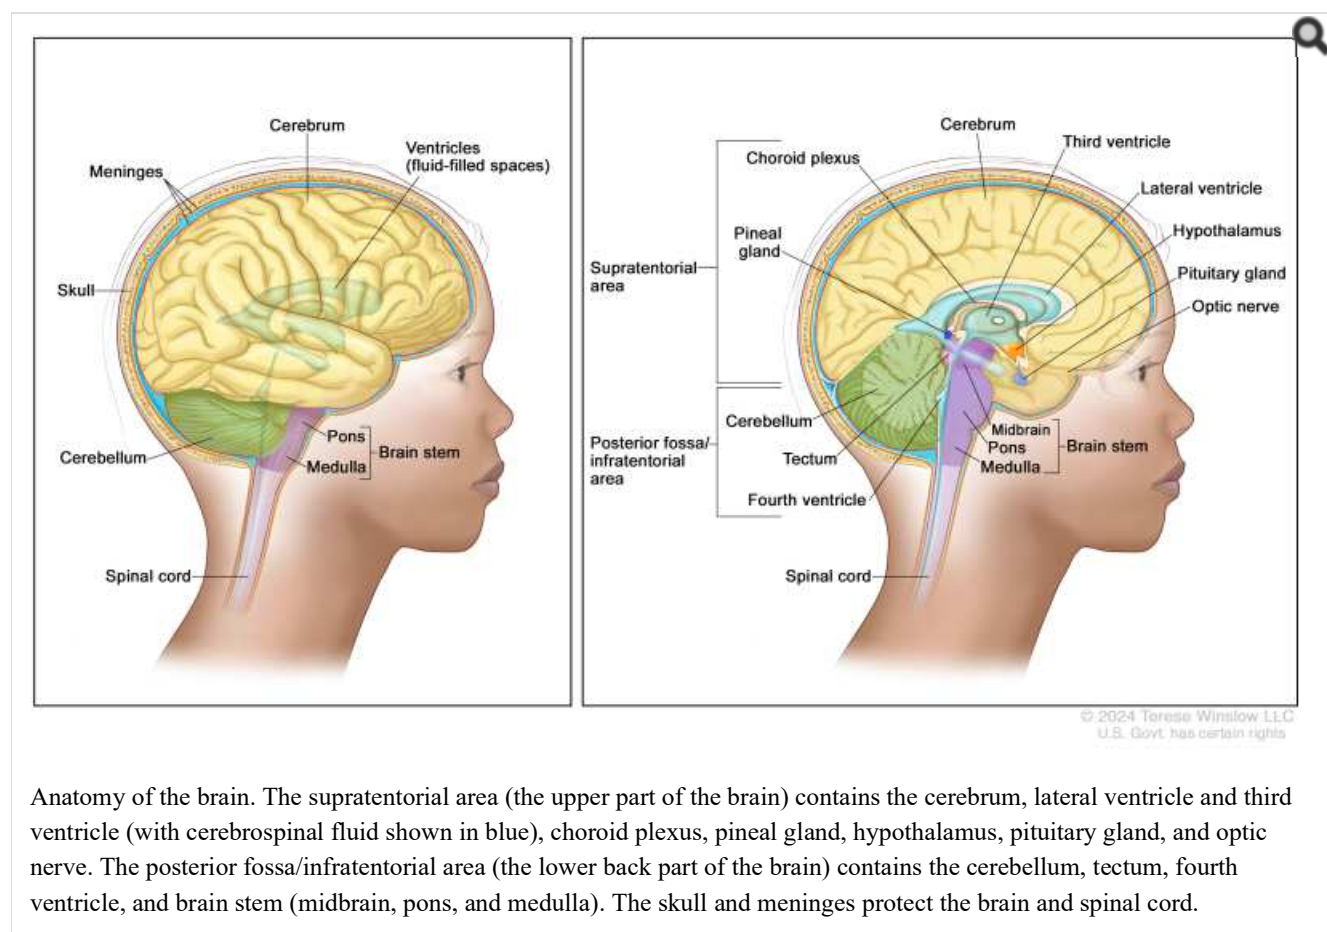 Cerebrum
Ventricles
(fluid-filled spaces)
Meninges
Skull
Cerebellum
Pons
Medulla
Brain stem
Spinal cord
Cerebrum
Third ventricle
Choroid plexus
Lateral ventricle
Pineal
gland
Hypothalamus
Supratentorial
area
Pituitary gland
Optic nerve
Cerebellum
Midbrain
Pons
Medulla
Brain stem
Posterior fossa/
infratentorial
area
Tectum
Fourth ventricle
Spinal cord
© 2024 Terese Winslow LLC
U.S. Govt. has certain rights
Anatomy of the brain. The supratentorial area (the upper part of the brain) contains the cerebrum, lateral ventricle and third
ventricle (with cerebrospinal fluid shown in blue), choroid plexus, pineal gland, hypothalamus, pituitary gland, and optic
nerve. The posterior fossa/infratentorial area (the lower back part of the brain) contains the cerebellum, tectum, fourth
ventricle, and brain stem (midbrain, pons, and medulla). The skull and meninges protect the brain and spinal cord.